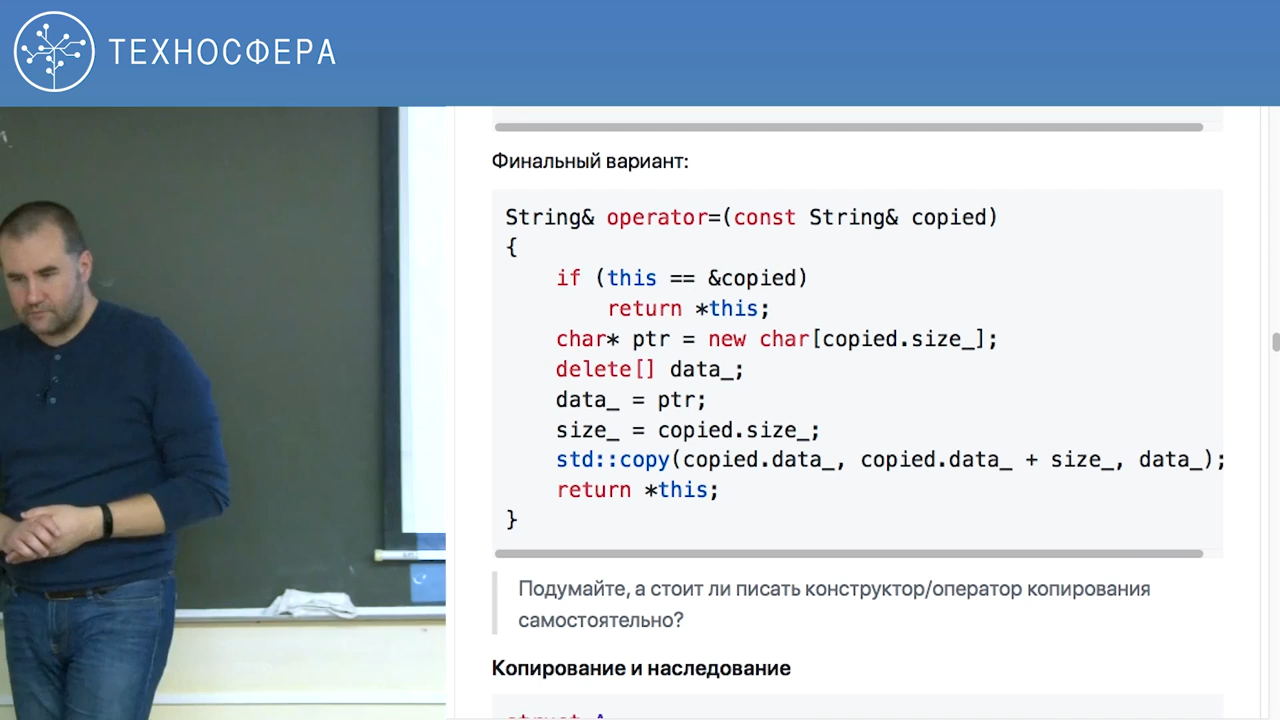 ТЕХНОСФЕРА
Финальный вариант:
String& operator=(const String& copied)
{
    if (this == &copied)
        return *this;
    char* ptr = new char[copied.size_];
    delete[] data_;
    data_ = ptr;
    size_ = copied.size_;
    std::copy(copied.data_, copied.data_ + size_, data_);
    return *this;
}
Подумайте, а стоит ли писать конструктор/оператор копирования
самостоятельно?
Копирование и наследование
struct A